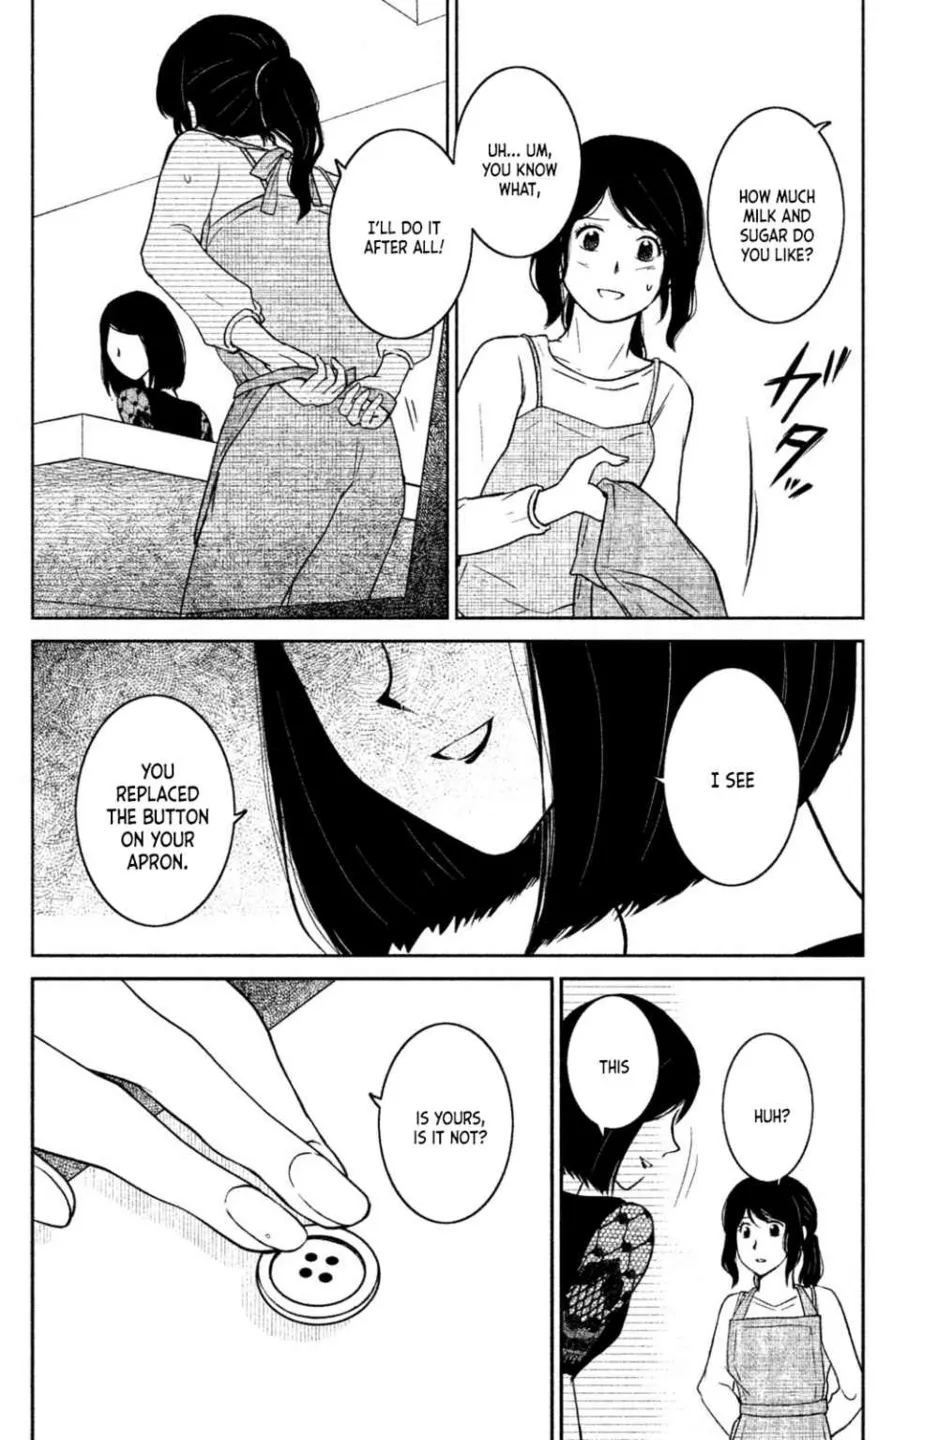 HOW MUCH
MILK AND
SUGAR DO
YOU LIKE?
ガタッ
UH... UM,
YOU KNOW
WHAT,
I'LL DO IT
AFTER ALL!
I SEE
YOU
REPLACED
THE BUTTON
ON YOUR
APRON.
HUH?
THIS
IS YOURS,
IS IT NOT?